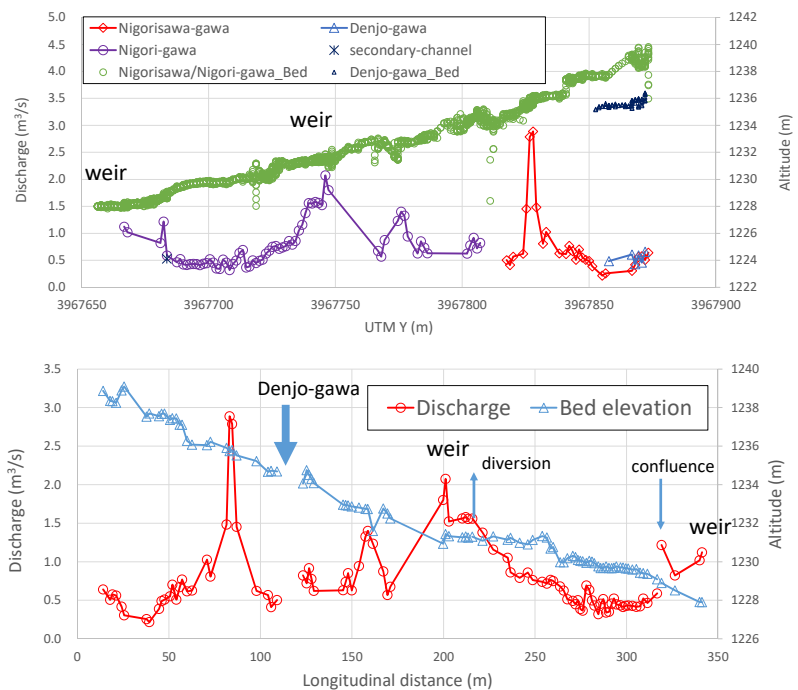 Nigorisawa-gawa
Denjo-gawa
Nigori-gawa
secondary-channel
Nigorisawa/Nigori-gawa_Bed
Denjo-gawa_Bed
5.0
4.5
4.0
3.5
3.0
2.5
2.0
1.5
1.0
0.5
0.0
Discharge (m³/s)
1242
1240
1238
1236
1234
1232
1230
1228
1226
1224
1222
Altitude (m)
weir
weir
3967650
3967700
3967750
3967800
3967850
3967900
UTM Y (m)
3.5
3.0
2.5
2.0
1.5
1.0
0.5
0.0
Discharge (m³/s)
1240
1238
1236
1234
1232
1230
1228
1226
Altitude (m)
Denjo-gawa
Discharge
Bed elevation
weir
diversion
confluence
weir
0
50
100
150
200
250
300
350
Longitudinal distance (m)